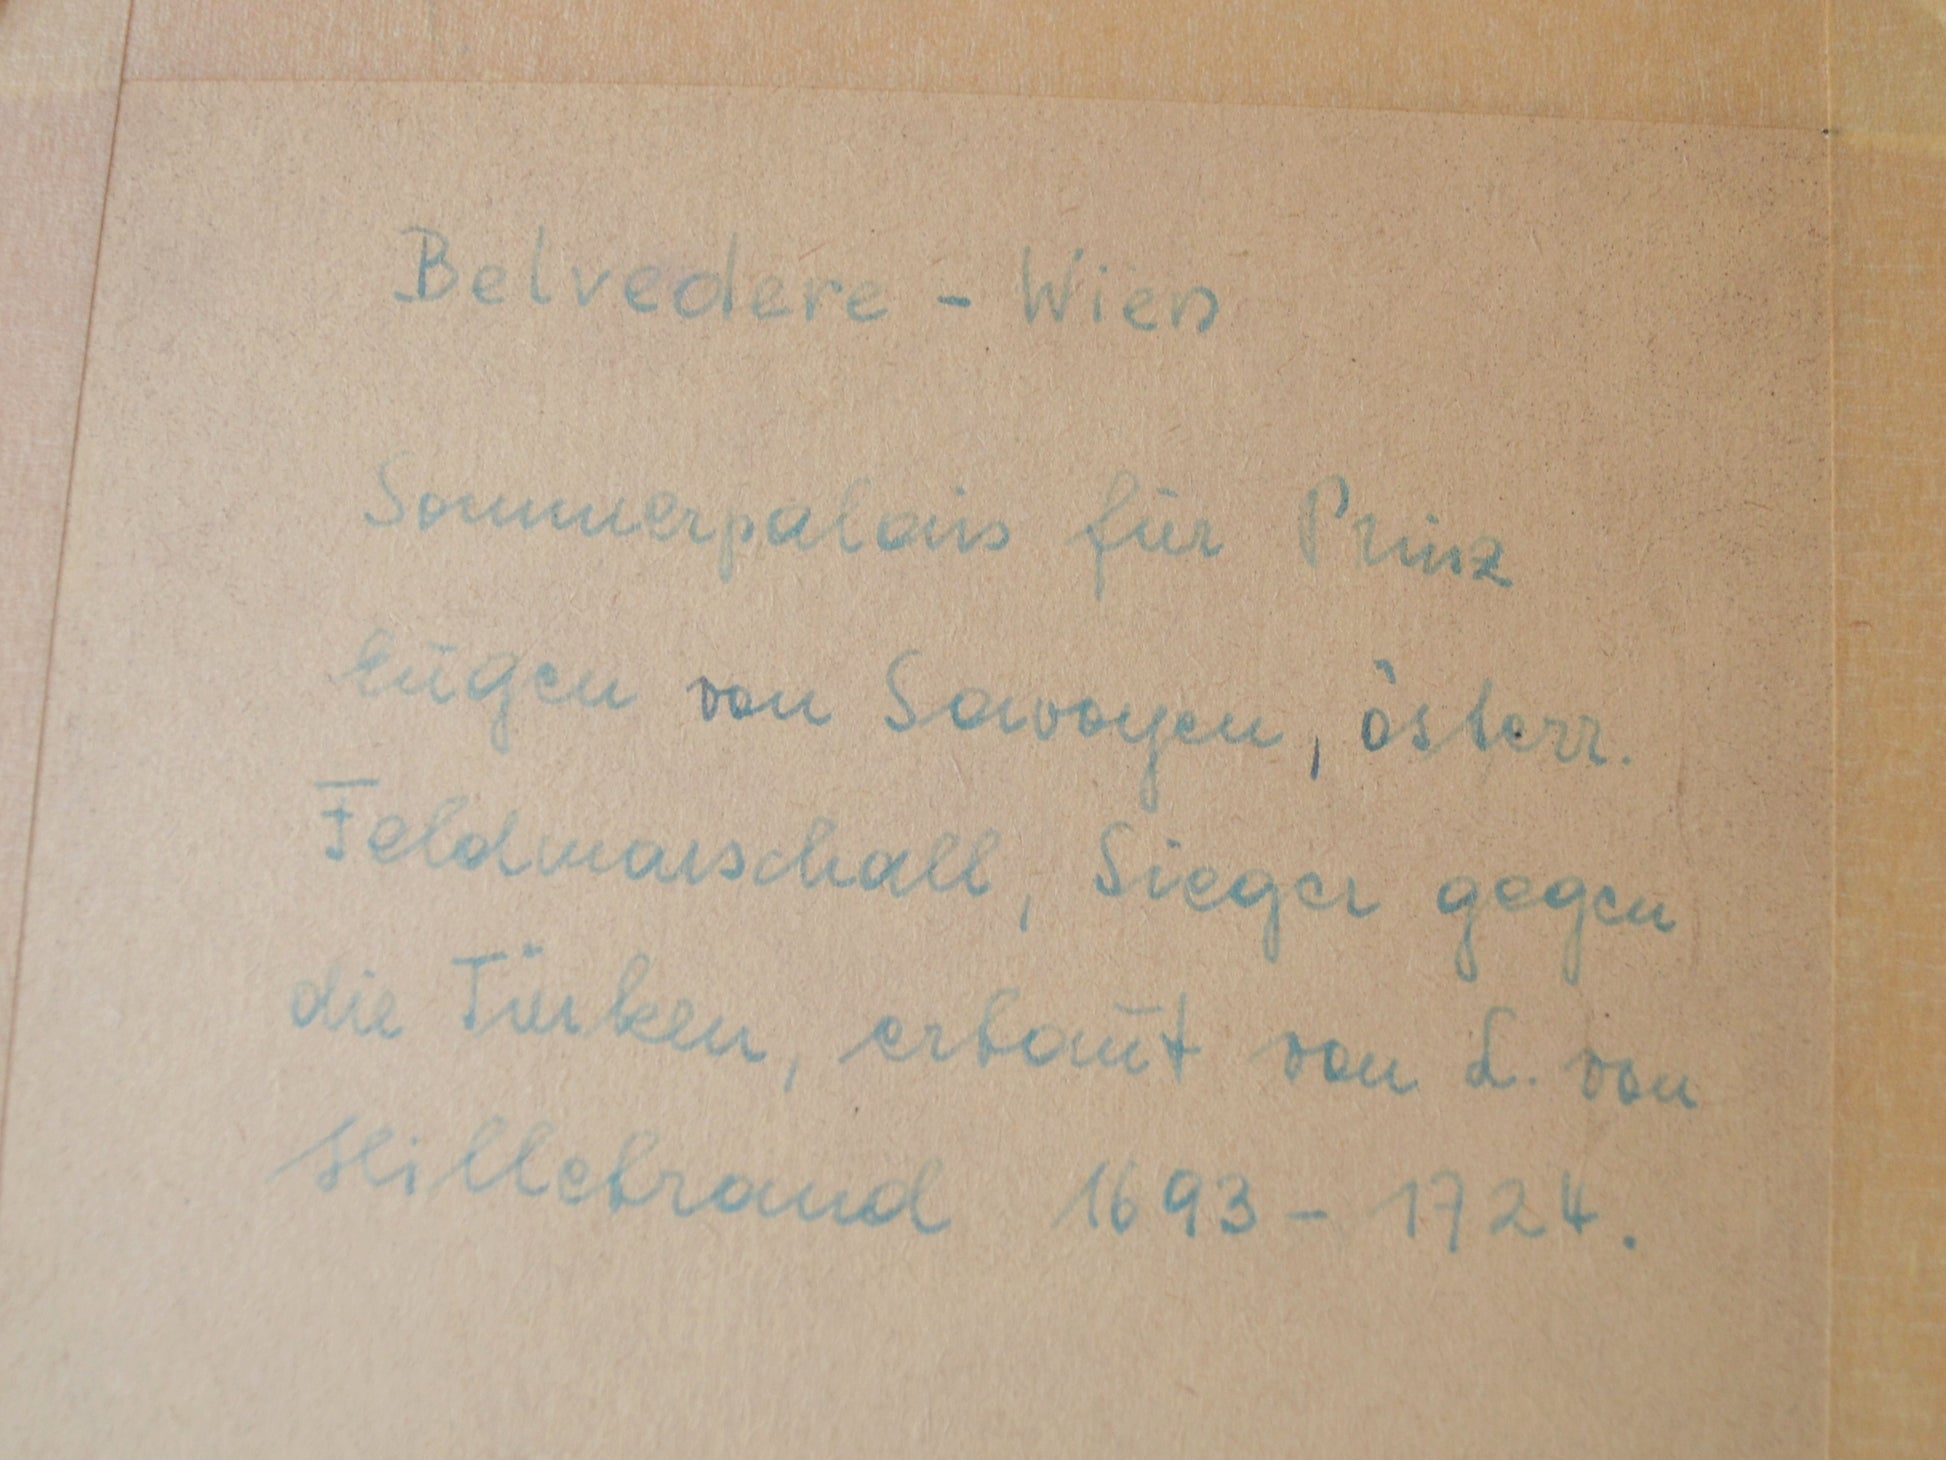 Belvedere - Wien
Sommerpalais für Prinz
Eugen von Savoyen, österr.
Feldmarschall, Sieger gegen
die Türken, erbaut von L. von
Hillebrand 1693 - 1724.